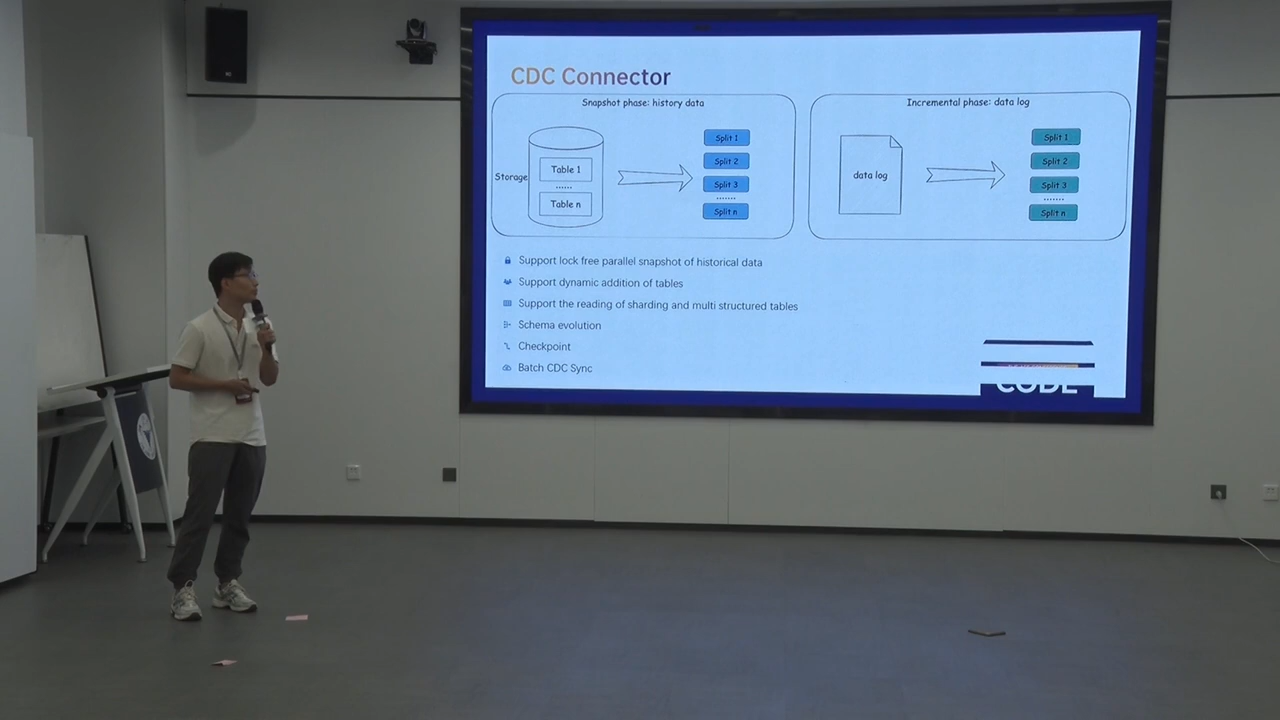 CDC Connector
Snapshot phase: history data
Storage
Table 1
......
Table n
Split 1
Split 2
Split 3
.......
Split n
Incremental phase: data log
data log
Split 1
Split 2
Split 3
.......
Split n
Support lock free parallel snapshot of historical data
Support dynamic addition of tables
Support the reading of sharding and multi structured tables
Schema evolution
Checkpoint
Batch CDC Sync
CODE